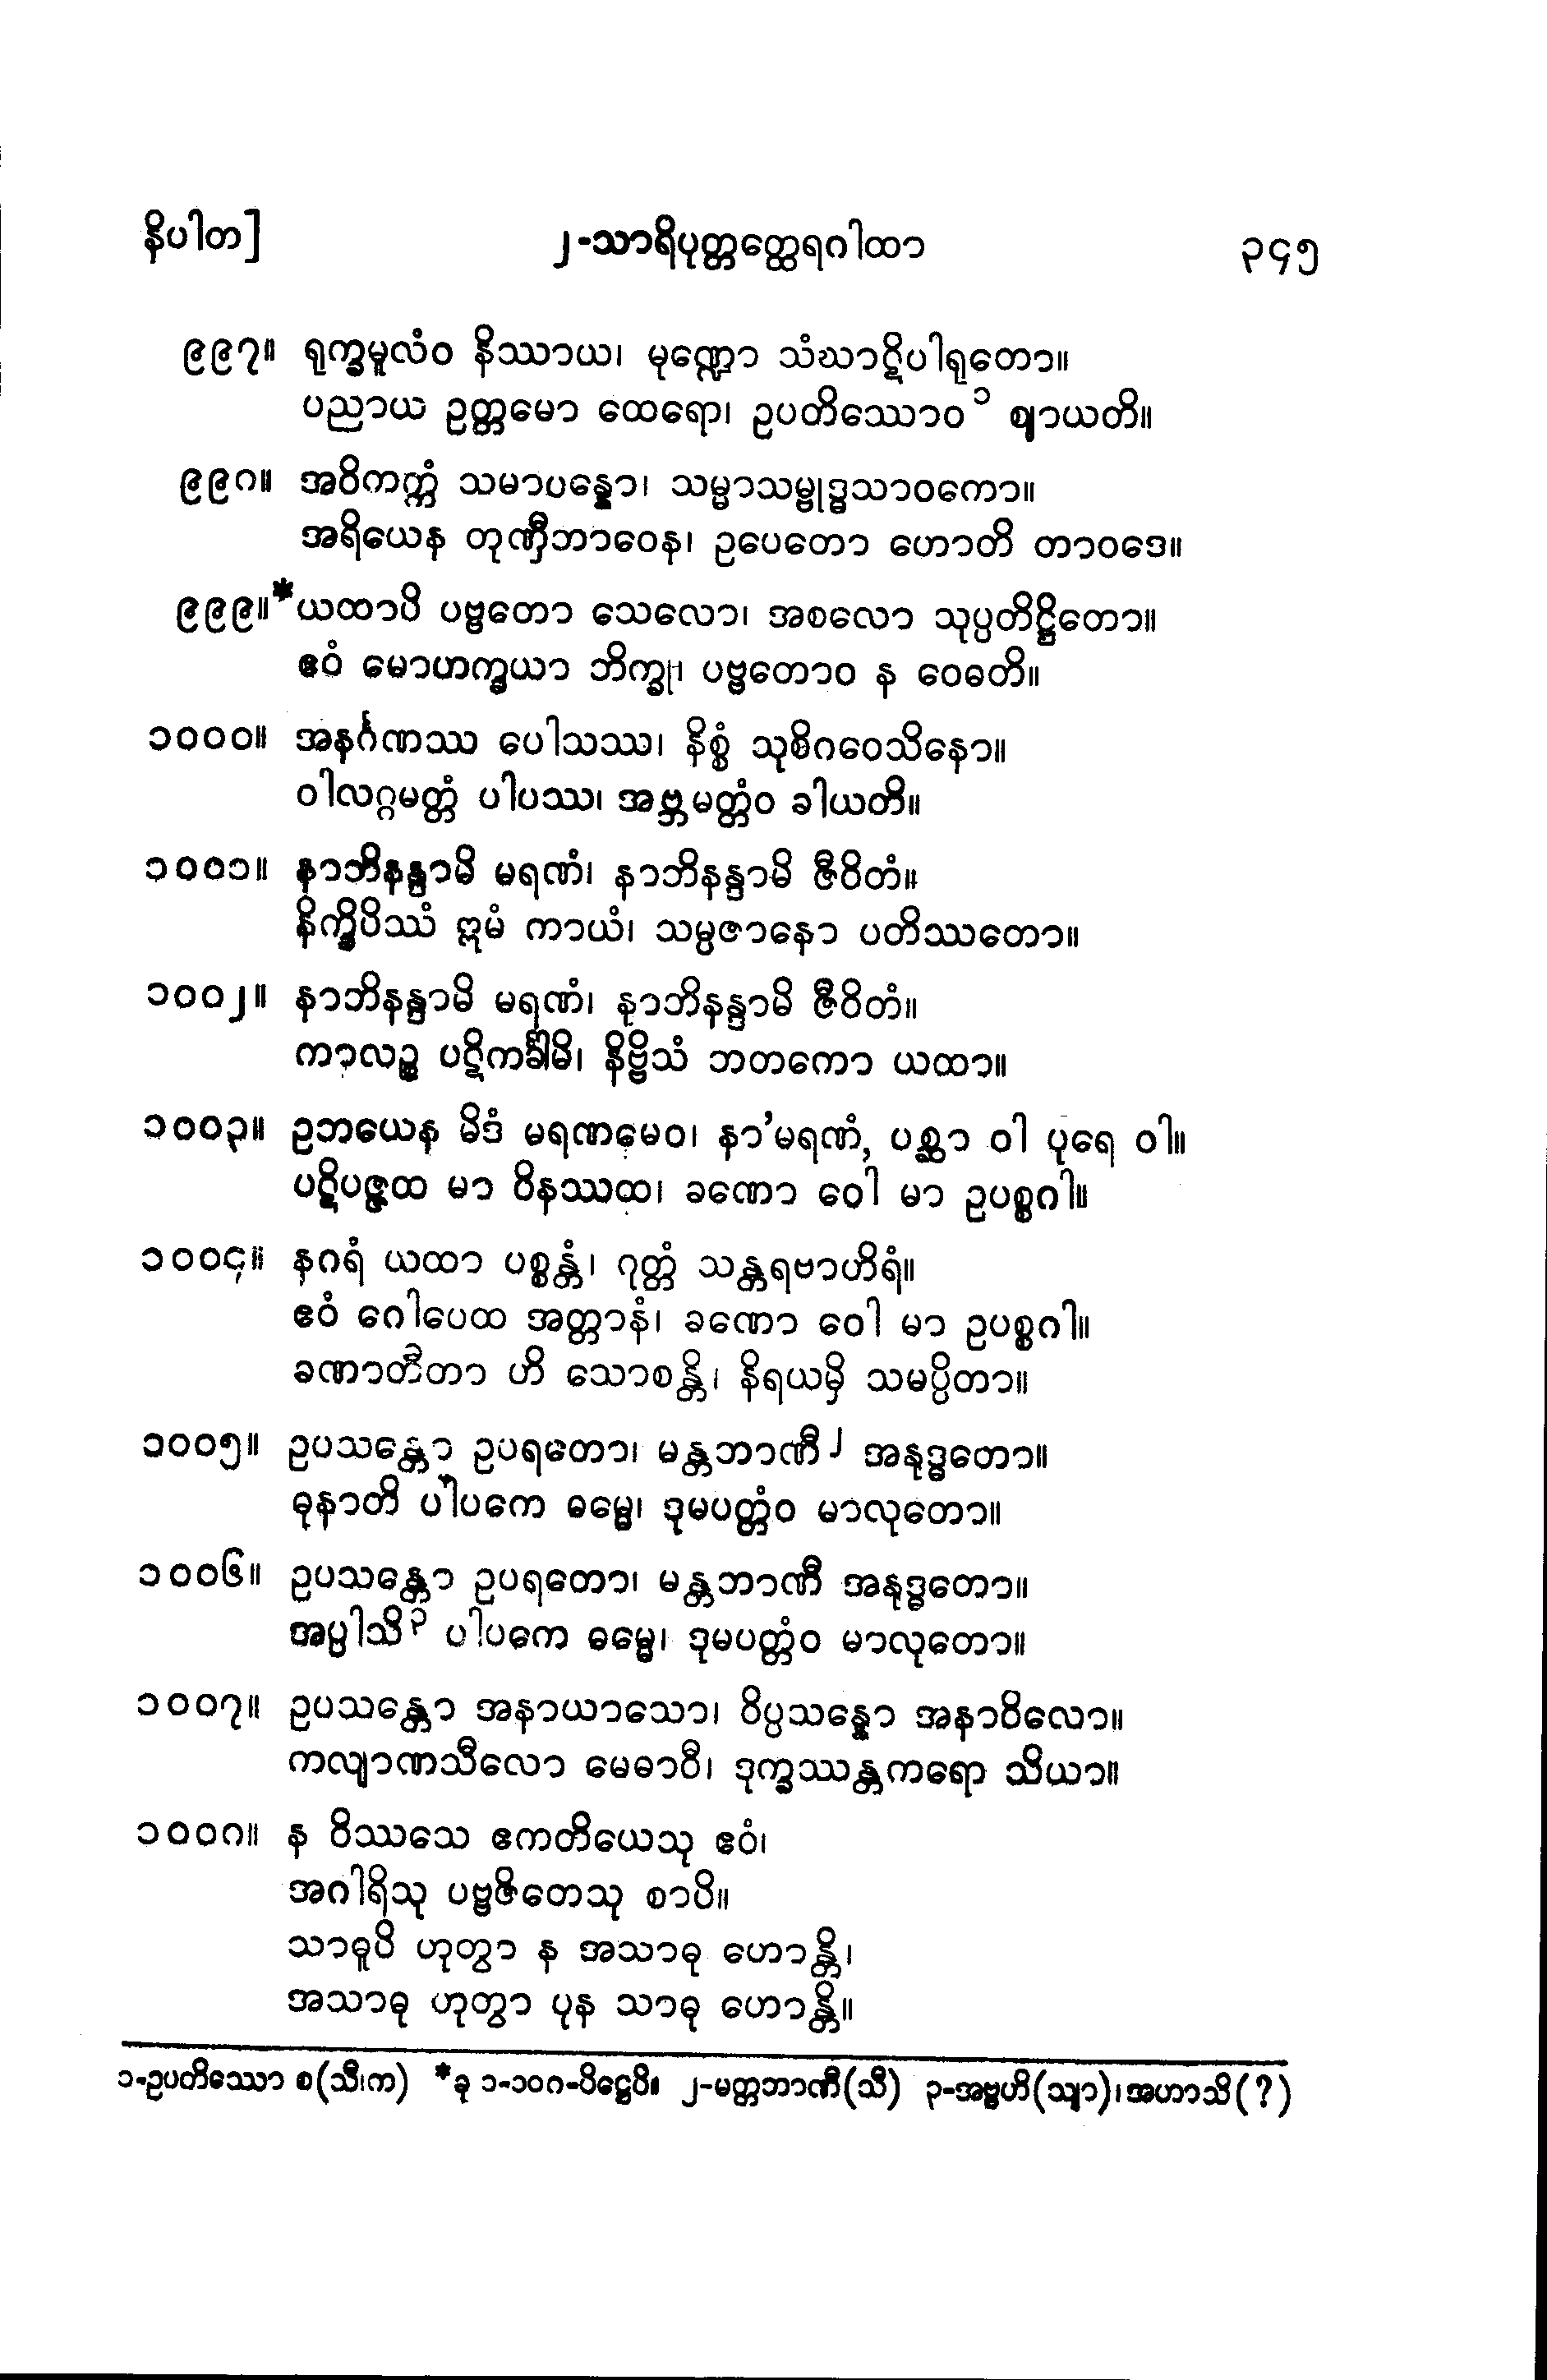 နိပါတ]	၂-သာရိပုတ္တတ္ထေရဂါထာ	၃၄၅
၉၉၇။ ရုက္ခမူလံဝ နိဿာယ၊ မုဏ္ဍော သံဃာဋိပါရုတော။
ပညာယ ဥတ္တမော ထေရော၊ ဥပတိဿောဝ ၁ ဈာယတိ။
၉၉၈။ အဝိတက္ကံ သမာပန္နော၊ သမ္မာသမ္ဗုဒ္ဓသာဝကော။
အရိယေန တုဏှီဘာဝေန၊ ဥပေတော ဟောတိ တာဝဒေ။
၉၉၉။*ယထာပိ ပဗ္ဗတော သေလော၊ အစလော သုပ္ပတိဋ္ဌိတော။
ဧဝံ မောဟက္ခယာ ဘိက္ခု၊ ပဗ္ဗတောဝ န ဝေဓတိ။
၁၀၀၀။ အနင်္ဂဏဿ ပေါသဿ၊ နိစ္စံ သုစိဂဝေသိနော။
ဝါလဂ္ဂမတ္တံ ပါပဿ၊ အဗ္ဘမတ္တံဝ ခါယတိ။
၁၀၀၁။ နာဘိနန္ဒာမိ မရဏံ၊ နာဘိနန္ဒာမိ ဇီဝိတံ။
နိက္ခိပိဿံ ဣမံ ကာယံ၊ သမ္ပဇာနော ပတိဿတော။
၁၀၀၂။ နာဘိနန္ဒာမိ မရဏံ၊ နာဘိနန္ဒာမိ ဇီဝိတံ။
ကာလဉ္စ ပဋိကင်္ခါမိ၊ နိဗ္ဗိသံ ဘတကော ယထာ။
၁၀၀၃။ ဥဘယေန မိဒံ မရဏမေဝ၊ နာ’မရဏံ, ပစ္ဆာ ဝါ ပုရေ ဝါ။
ပဋိပဇ္ဇထ မာ ဝိနဿထ၊ ခဏော ဝေါ မာ ဥပစ္စဂါ။
၁၀၀၄။ နဂရံ ယထာ ပစ္စန္တံ၊ ဂုတ္တံ သန္တရဗာဟိရံ။
ဧဝံ ဂေါပေထ အတ္တာနံ၊ ခဏော ဝေါ မာ ဥပစ္စဂါ။
ခဏာတီတာ ဟိ သောစန္တိ၊ နိရယမှိ သမပ္ပိတာ။
၁၀၀၅။ ဥပသန္တော ဥပရတော၊ မန္တဘာဏီ ၂ အနုဒ္ဓတော။
ဓုနာတိ ပါပကေ ဓမ္မေ၊ ဒုမပတ္တံဝ မာလုတော။
၁၀၀၆။ ဥပသန္တော ဥပရတော၊ မန္တဘာဏီ အနုဒ္ဓတော။
အပ္ပါသိ ၃ ပါပကေ ဓမ္မေ၊ ဒုမပတ္တံဝ မာလုတော။
၁၀၀၇။ ဥပသန္တော အနာယာသော၊ ဝိပ္ပသန္နော အနာဝိလော။
ကလျာဏသီလော မေဓာဝီ၊ ဒုက္ခဿန္တကရော သိယာ။
၁၀၀၈။ န ဝိဿသေ ဧကတိယေသု ဧဝံ၊
အဂါရိသု ပဗ္ဗဇိတေသု စာပိ။
သာဓူပိ ဟုတွာ န အသာဓု ဟောန္တိ၊
အသာဓု ဟုတွာ ပုန သာဓု ဟောန္တိ။
၁-ဥပတိဿော စ(သီ၊က) *ခု ၁-၁၀၈-ပိဋ္ဌေပိ။ ၂-မတ္တဘာဏီ(သီ) ၃-အဗ္ဗဟိ(သျာ)၊အဟာသိ(?)